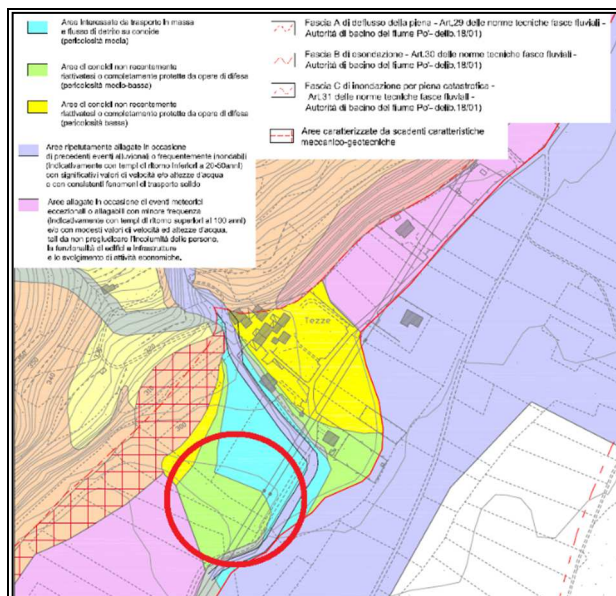 Aree interessate da trasporto in massa
e flusso di detrito su conoide
(pericolosità media)
Aree di conoidi non recentemente
riattivatesi o completamente protette da opere di difesa
(pericolosità medio-bassa)
Aree di conoidi non recentemente
riattivatesi o completamente protette da opere di difesa
(pericolosità bassa)
Aree ripetutamente allagate in occasione
di precedenti eventi alluvionali o frequentemente inondabili
(indicativamente con tempi di ritorno inferiori a 20-50anni)
con significativi valori di velocità e/o altezze d'acqua
o con consistenti fenomeni di trasporto solido
Aree allagate in occasione di eventi meteorici
eccezionali o allagabili con minore frequenza
(indicativamente con tempi di ritorno superiori ai 100 anni)
e/o con modesti valori di velocità ed altezze d'acqua,
tali da non pregiudicare l'incolumità delle persone,
la funzionalità di edifici e infrastrutture
e lo svolgimento di attività economiche.
Fascia A di deflusso della piena - Art.29 delle norme tecniche fasce fluviali -
Autorità di bacino del fiume Po'- delib.18/01)
Fascia B di esondazione - Art.30 delle norme tecniche fasce fluviali -
Autorità di bacino del fiume Po'- delib.18/01)
Fascia C di inondazione per piena catastrofica -
Art.31 delle norme tecniche fasce fluviali -
Autorità di bacino del fiume Po'- delib.18/01)
Aree caratterizzate da scadenti caratteristiche
meccanico-geotecniche
Tezze